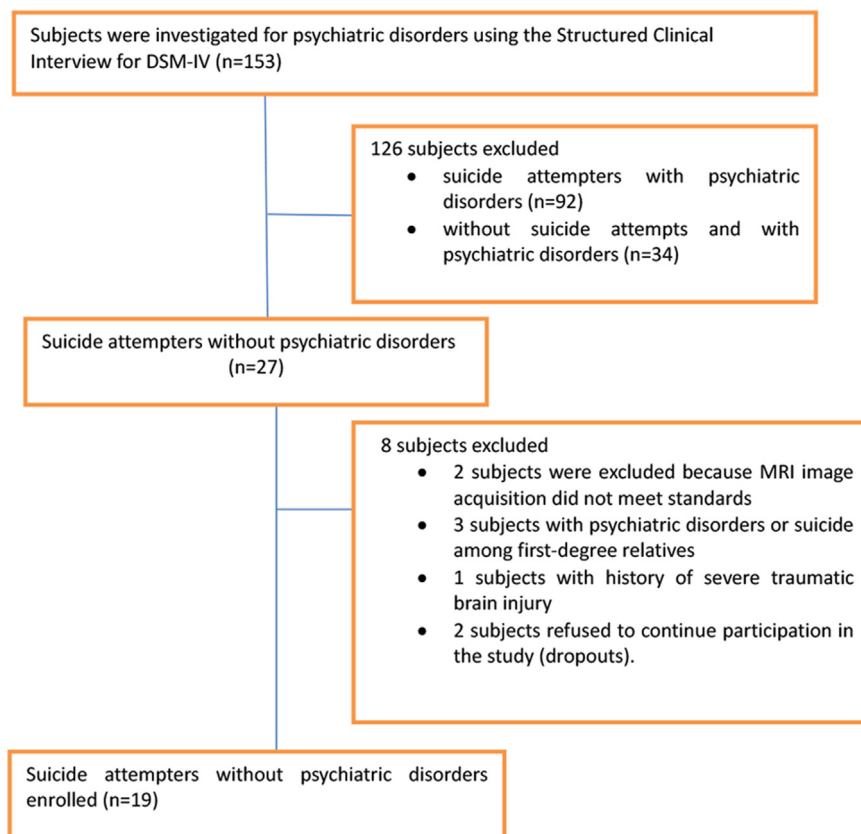 Subjects were investigated for psychiatric disorders using the Structured Clinical
Interview for DSM-IV (n=153)
126 subjects excluded
• suicide attempters with psychiatric
disorders (n=92)
• without suicide attempts and with
psychiatric disorders (n=34)
Suicide attempters without psychiatric disorders
(n=27)
8 subjects excluded
• 2 subjects were excluded because MRI image
acquisition did not meet standards
• 3 subjects with psychiatric disorders or suicide
among first-degree relatives
• 1 subjects with history of severe traumatic
brain injury
• 2 subjects refused to continue participation in
the study (dropouts).
Suicide attempters without psychiatric disorders
enrolled (n=19)